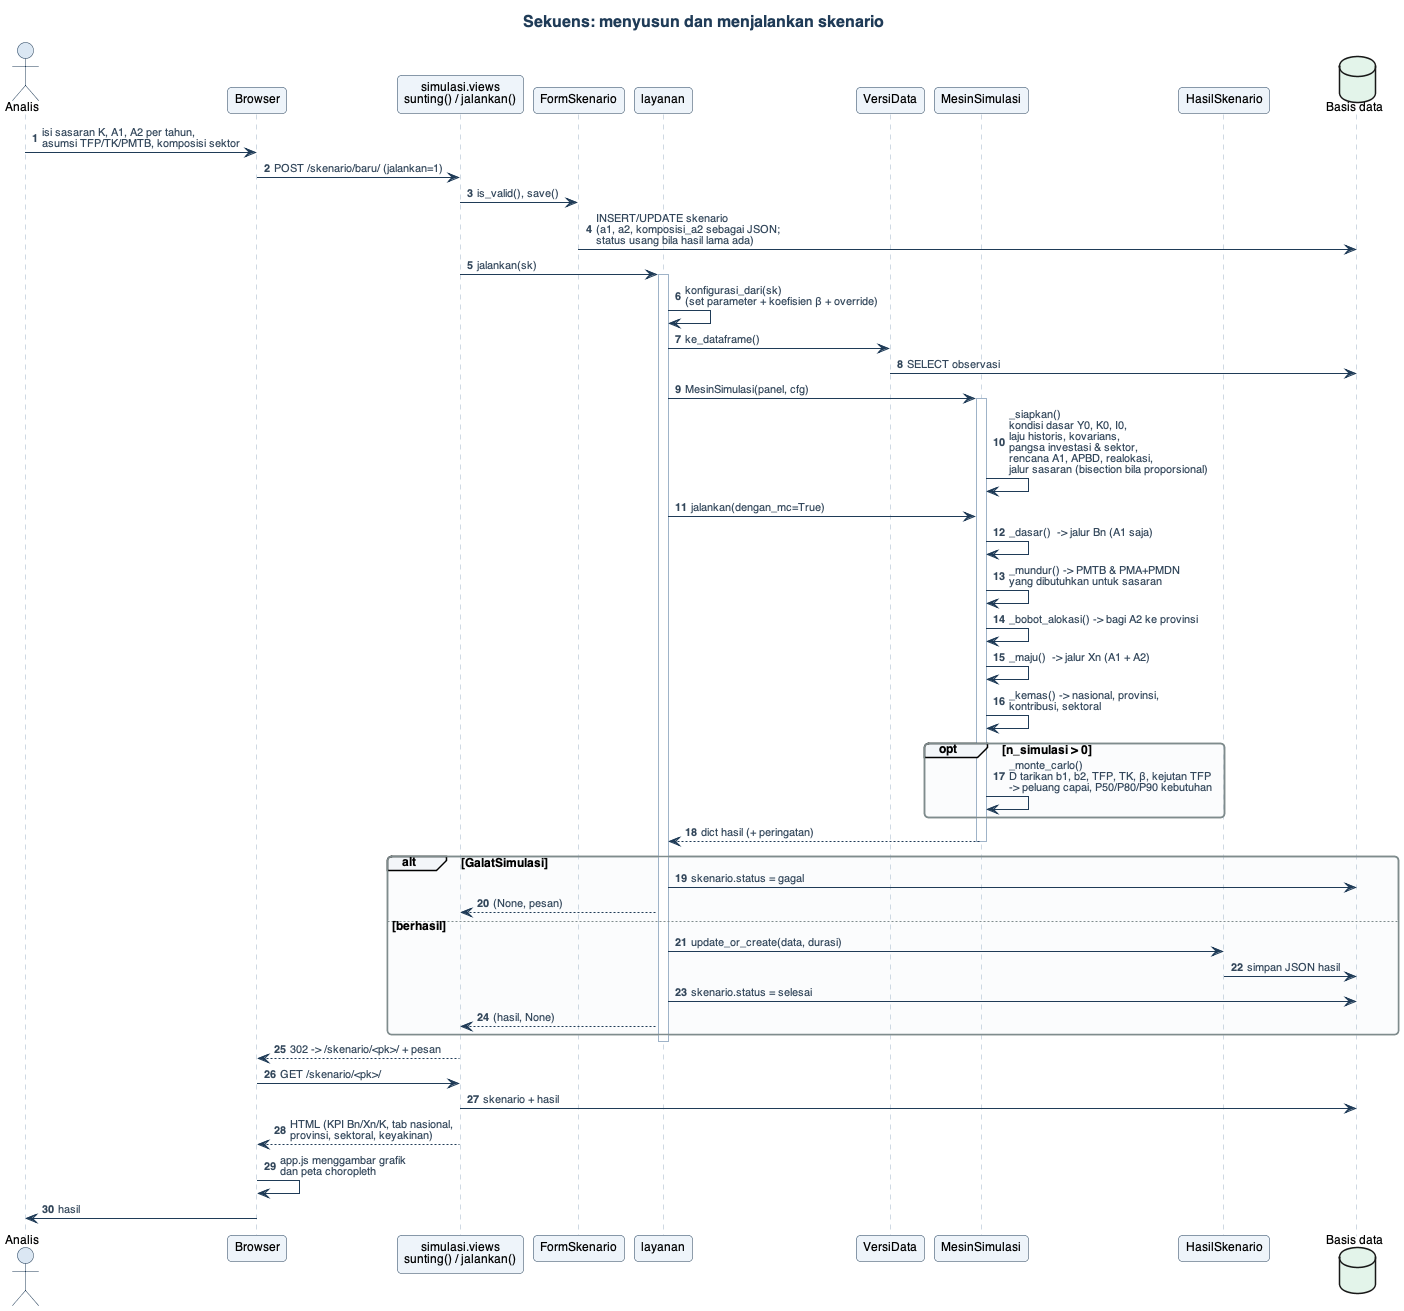 Sekuens: menyusun dan menjalankan skenario
Analis
Browser
simulasi.views
sunting() / jalankan()
FormSkenario
layanan
VersiData
MesinSimulasi
HasilSkenario
Basis data
1 isi sasaran K, A1, A2 per tahun,
asumsi TFP/TK/PMTB, komposisi sektor
2 POST /skenario/baru/ (jalankan=1)
3 is_valid(), save()
4 INSERT/UPDATE skenario
(a1, a2, komposisi_a2 sebagai JSON;
status usang bila hasil lama ada)
5 jalankan(sk)
6 konfigurasi_dari(sk)
(set parameter + koefisien β + override)
7 ke_dataframe()
8 SELECT observasi
9 MesinSimulasi(panel, cfg)
10 _siapkan()
kondisi dasar Y0, K0, I0,
laju historis, kovarians,
pangsa investasi & sektor,
rencana A1, APBD, realokasi,
jalur sasaran (bisection bila proporsional)
11 jalankan(dengan_mc=True)
12 _dasar() -> jalur Bn (A1 saja)
13 _mundur() -> PMTB & PMA+PMDN
yang dibutuhkan untuk sasaran
14 _bobot_alokasi() -> bagi A2 ke provinsi
15 _maju() -> jalur Xn (A1 + A2)
16 _kemas() -> nasional, provinsi,
kontribusi, sektoral
opt [n_simulasi > 0]
17 _monte_carlo()
D tarikan b1, b2, TFP, TK, β, kejutan TFP
-> peluang capai, P50/P80/P90 kebutuhan
18 dict hasil (+ peringatan)
alt [GalatSimulasi]
19 skenario.status = gagal
20 (None, pesan)
[berhasil]
21 update_or_create(data, durasi)
22 simpan JSON hasil
23 skenario.status = selesai
24 (hasil, None)
25 302 -> /skenario/<pk>/ + pesan
26 GET /skenario/<pk>/
27 skenario + hasil
28 HTML (KPI Bn/Xn/K, tab nasional,
provinsi, sektoral, keyakinan)
29 app.js menggambar grafik
dan peta choropleth
30 hasil
Analis
Browser
simulasi.views
sunting() / jalankan()
FormSkenario
layanan
VersiData
MesinSimulasi
HasilSkenario
Basis data